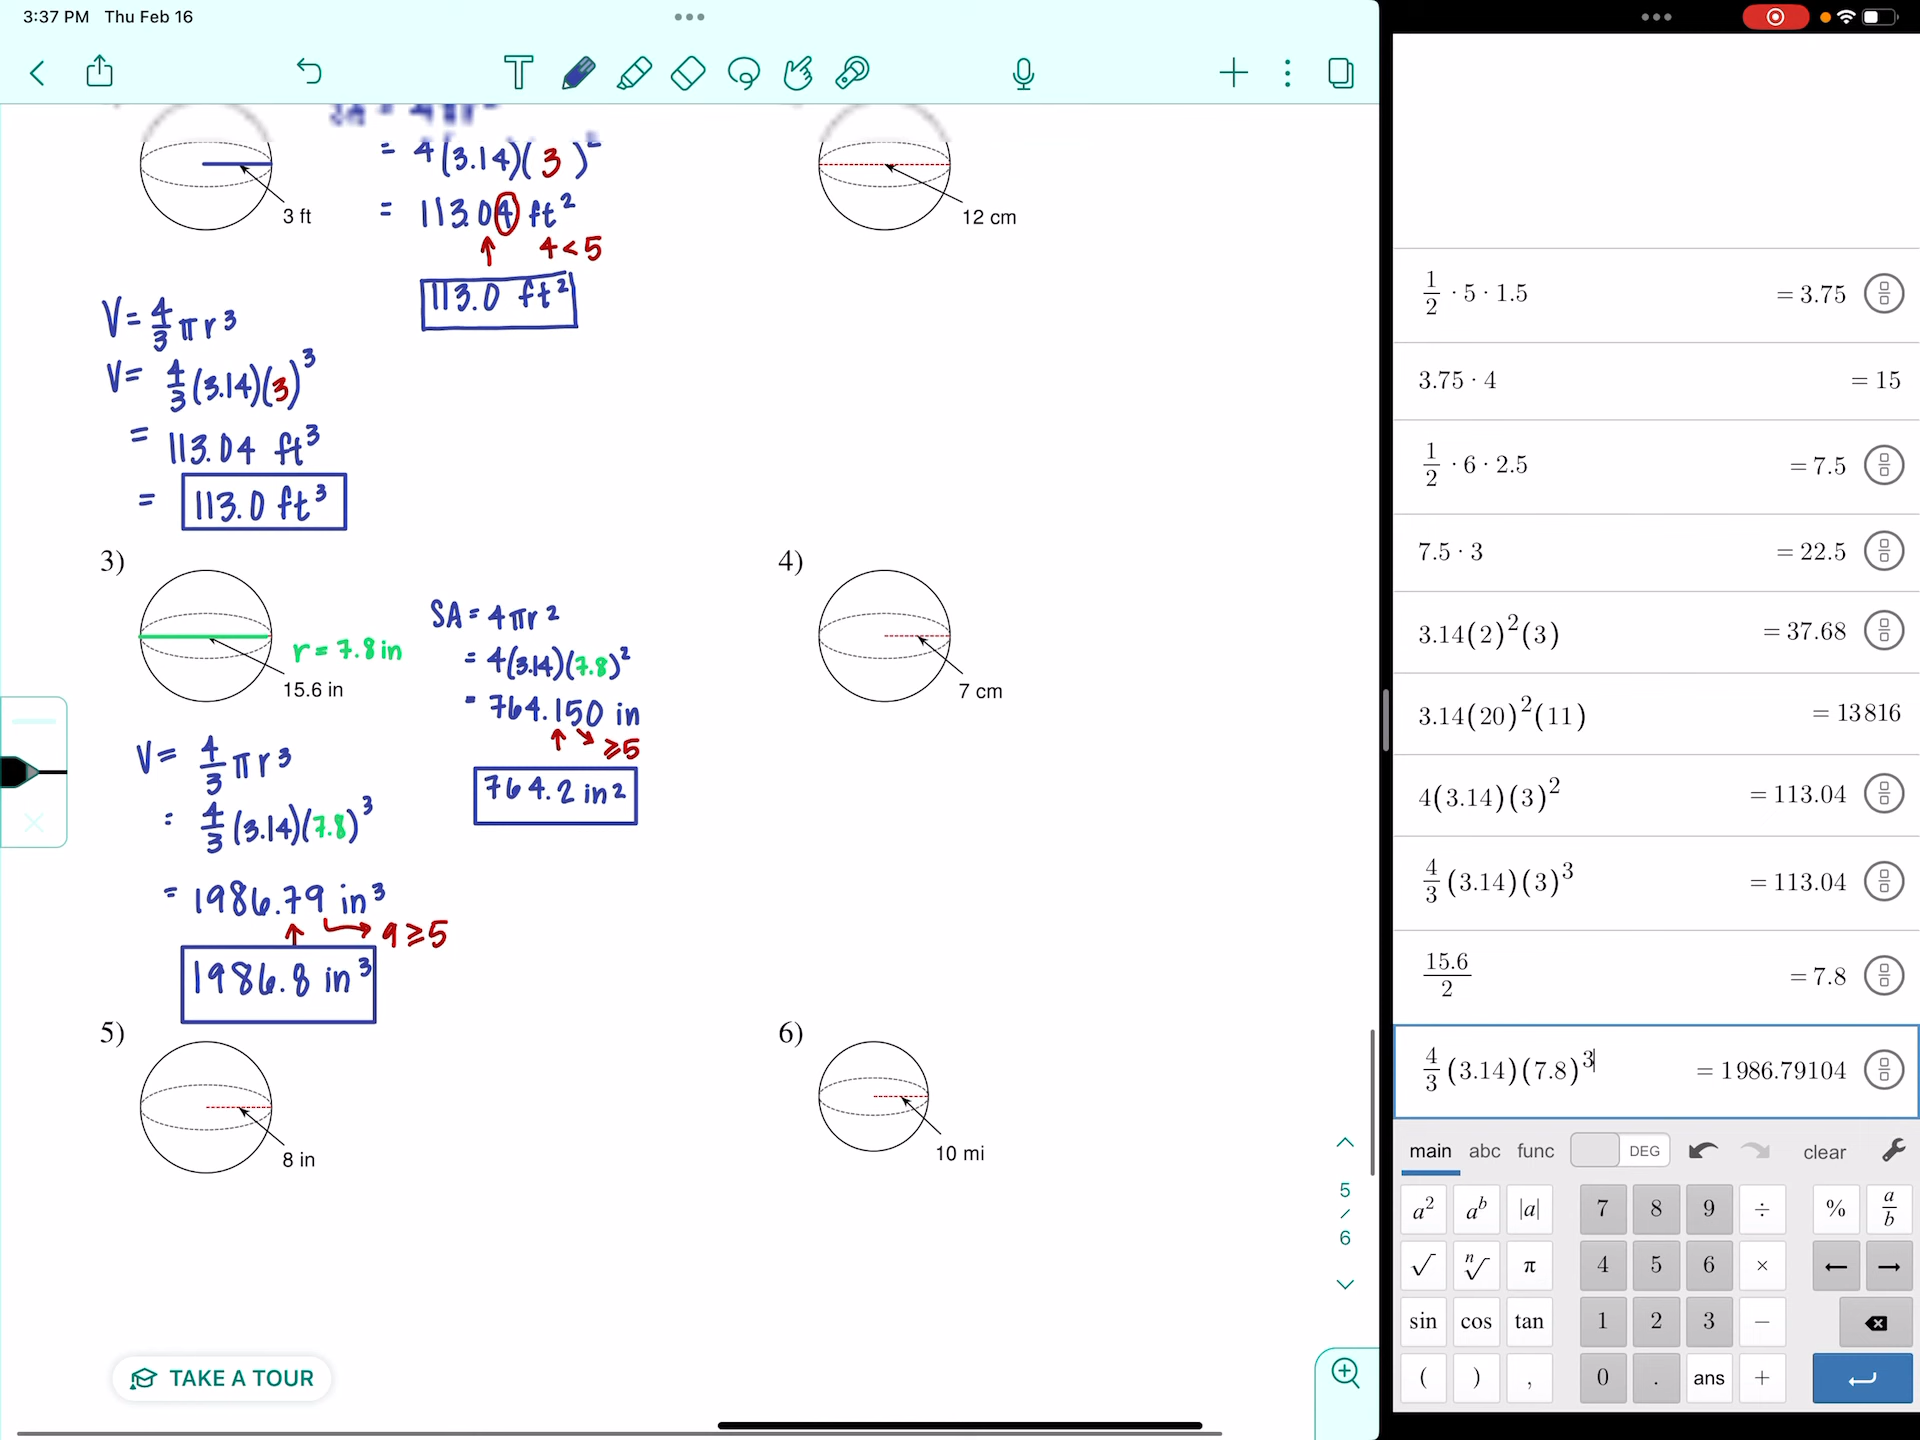 3:37 PM Thu Feb 16
T
= 4(3.14)(3)²
= 113.04 ft²
4 < 5
113.0 ft²
3 ft
12 cm
V = 4/3 πr³
V = 4/3 (3.14)(3)³
= 113.04 ft³
= 113.0 ft³
3)
r = 7.8 in
15.6 in
SA = 4πr²
= 4(3.14)(7.8)²
= 764.150 in
≥5
764.2 in²
V = 4/3 πr³
= 4/3 (3.14)(7.8)³
= 1986.79 in³
9 ≥ 5
1986.8 in³
4)
7 cm
5)
8 in
6)
10 mi
5
/
6
TAKE A TOUR
1/2 · 5 · 1.5 = 3.75
3.75 · 4 = 15
1/2 · 6 · 2.5 = 7.5
7.5 · 3 = 22.5
3.14(2)²(3) = 37.68
3.14(20)²(11) = 13816
4(3.14)(3)² = 113.04
4/3 (3.14)(3)³ = 113.04
15.6/2 = 7.8
4/3 (3.14)(7.8)³ = 1986.79104
main abc func DEG clear
a² aᵇ |a| 7 8 9 ÷ % a/b
√ ⁿ√ π 4 5 6 × ← →
sin cos tan 1 2 3 −
( ) , 0 . ans +